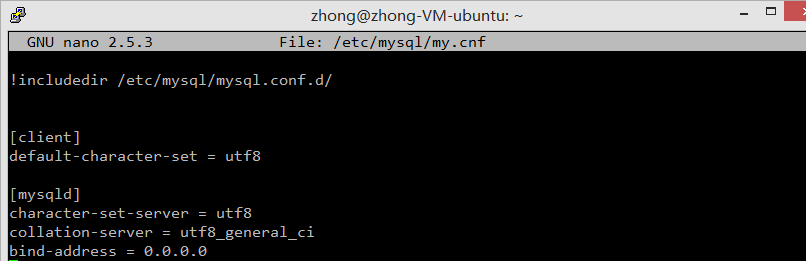 zhong@zhong-VM-ubuntu: ~
GNU nano 2.5.3 File: /etc/mysql/my.cnf
!includedir /etc/mysql/mysql.conf.d/
[client]
default-character-set = utf8
[mysqld]
character-set-server = utf8
collation-server = utf8_general_ci
bind-address = 0.0.0.0